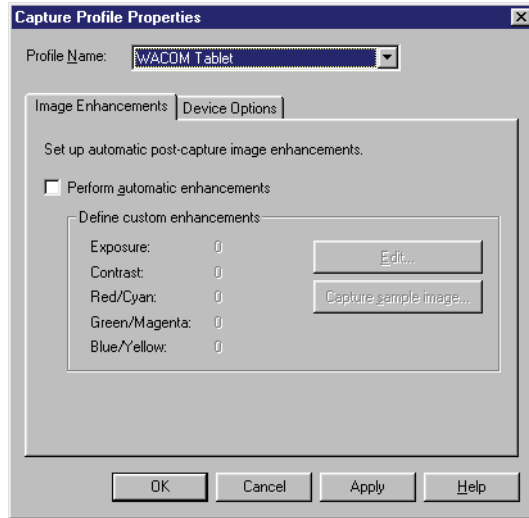 Capture Profile Properties
Profile Name: WACOM Tablet
Image Enhancements Device Options
Set up automatic post-capture image enhancements.
Perform automatic enhancements
Define custom enhancements
Exposure: 0 Edit...
Contrast: 0
Red/Cyan: 0 Capture sample image...
Green/Magenta: 0
Blue/Yellow: 0
OK Cancel Apply Help